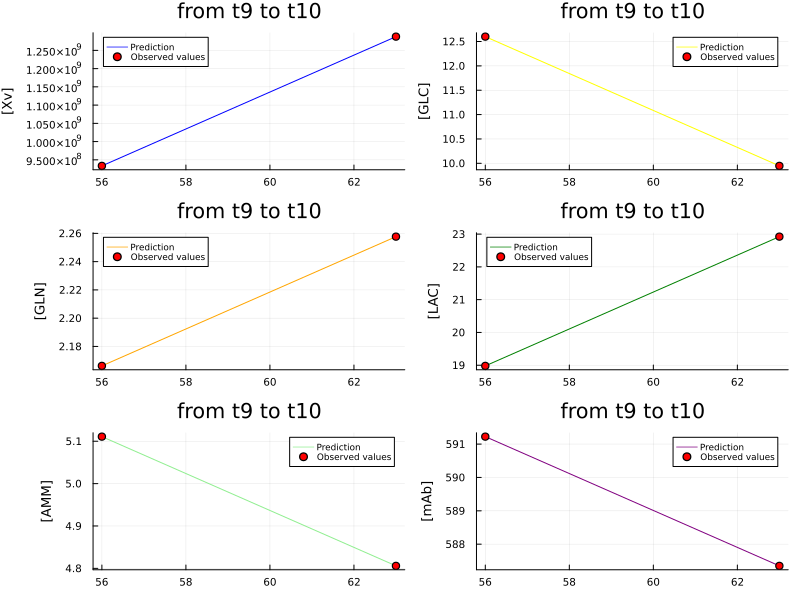 from t9 to t10
[Xv]
1.250×10⁹
1.200×10⁹
1.150×10⁹
1.100×10⁹
1.050×10⁹
1.000×10⁹
9.500×10⁸
Prediction
Observed values
56 58 60 62
from t9 to t10
[GLC]
12.5
12.0
11.5
11.0
10.5
10.0
Prediction
Observed values
56 58 60 62
from t9 to t10
[GLN]
2.26
2.24
2.22
2.20
2.18
Prediction
Observed values
56 58 60 62
from t9 to t10
[LAC]
23
22
21
20
19
Prediction
Observed values
56 58 60 62
from t9 to t10
[AMM]
5.1
5.0
4.9
4.8
Prediction
Observed values
56 58 60 62
from t9 to t10
[mAb]
591
590
589
588
Prediction
Observed values
56 58 60 62